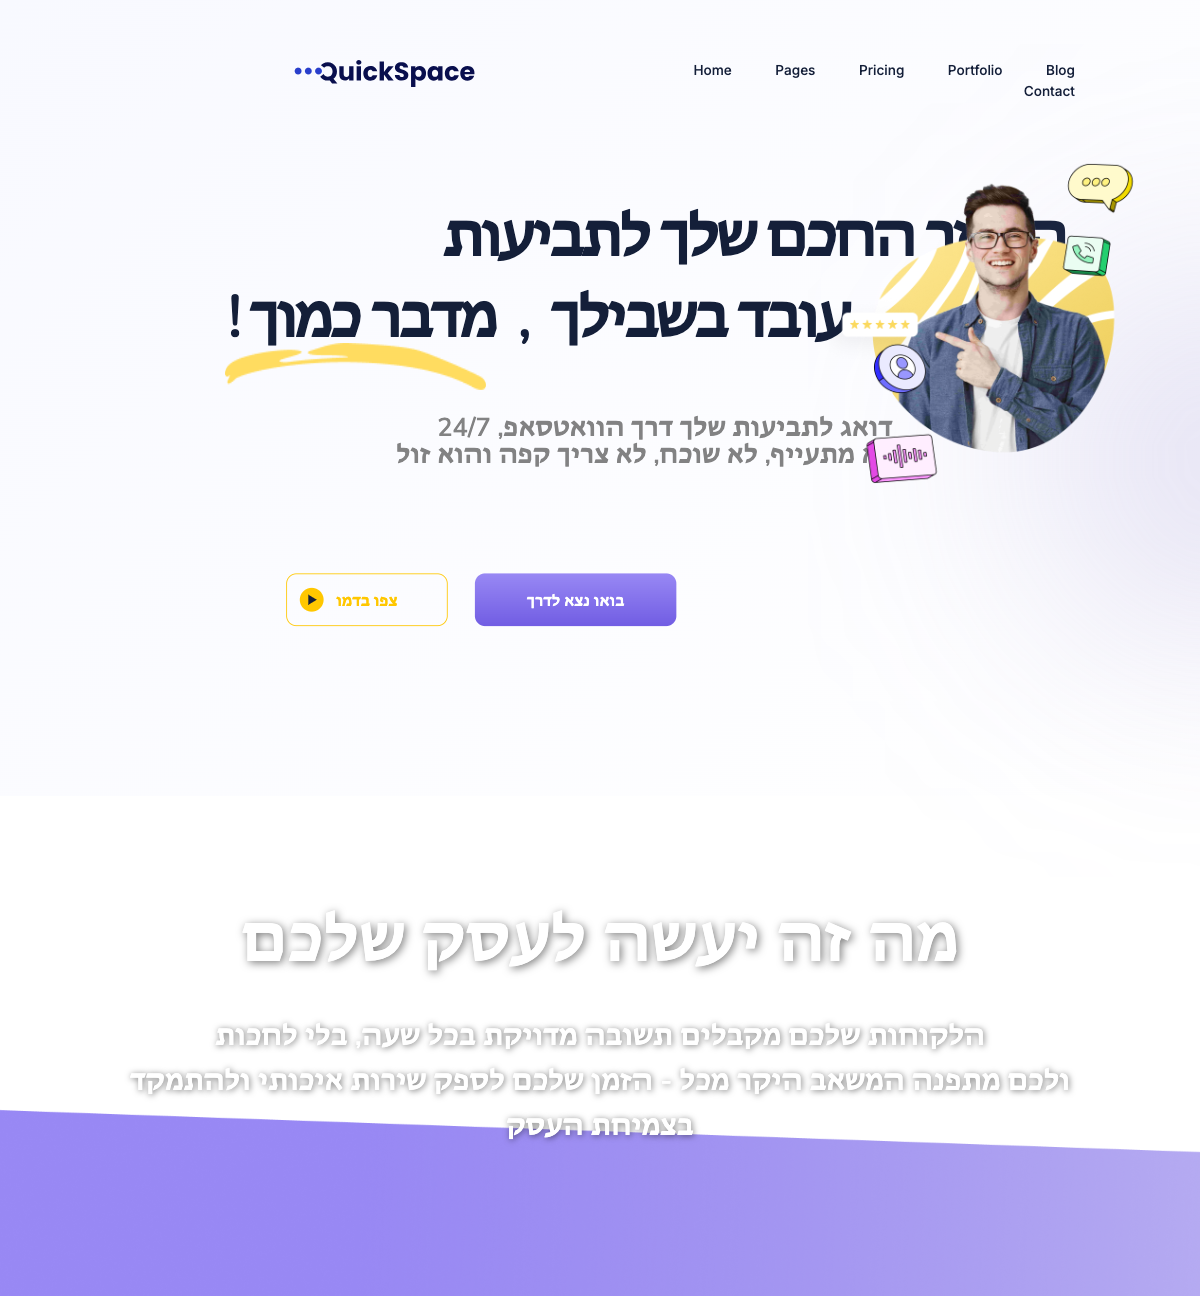 QuickSpace
Home Pages Pricing Portfolio Blog
Contact
החכם שלך לתביעות
עובד בשבילך , מדבר כמוך!
דואג לתביעות שלך דרך הוואטסאפ, 24/7
מתעייף, לא שוכח, לא צריך קפה והוא זול
בואו נצא לדרך
צפו בדמו
מה זה יעשה לעסק שלכם
הלקוחות שלכם מקבלים תשובה מדויקת בכל שעה, בלי לחכות
ולכם מתפנה המשאב היקר מכל - הזמן שלכם לספק שירות איכותי ולהתמקד
בצמיחת העסק